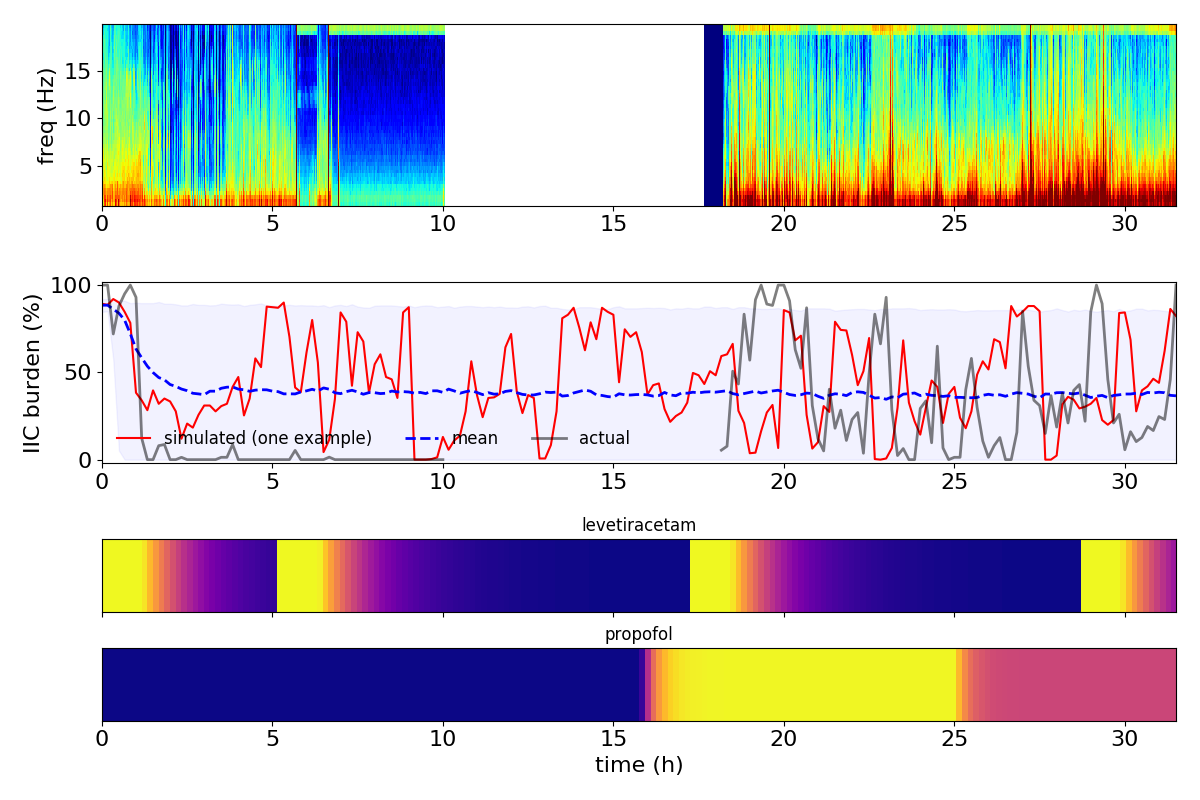 freq (Hz)
15
10
5
0 5 10 15 20 25 30
IIC burden (%)
100
50
0
simulated (one example) mean actual
0 5 10 15 20 25 30
levetiracetam
propofol
0 5 10 15 20 25 30
time (h)